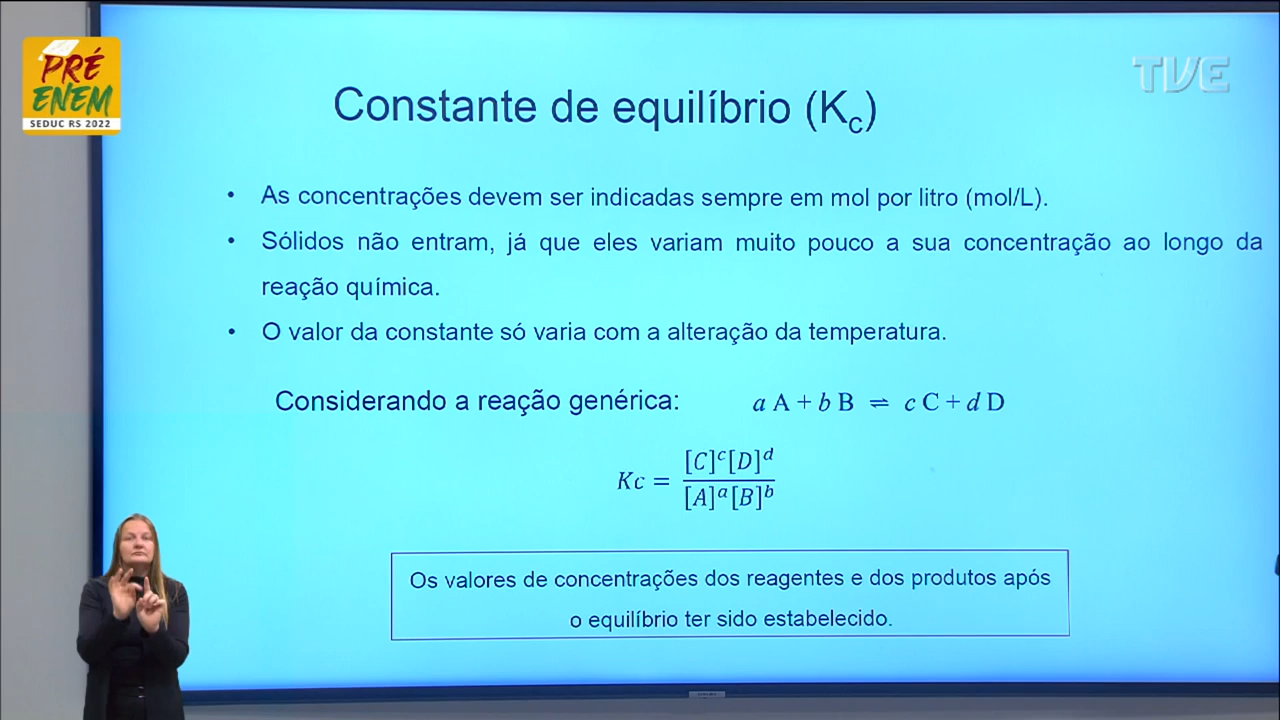 PRÉ
ENEM
SEDUC RS 2022
TVE
Constante de equilíbrio (Kc)
• As concentrações devem ser indicadas sempre em mol por litro (mol/L).
• Sólidos não entram, já que eles variam muito pouco a sua concentração ao longo da
reação química.
• O valor da constante só varia com a alteração da temperatura.
Considerando a reação genérica: a A + b B ⇌ c C + d D
Kc = [C]^c[D]^d / [A]^a[B]^b
Os valores de concentrações dos reagentes e dos produtos após
o equilíbrio ter sido estabelecido.